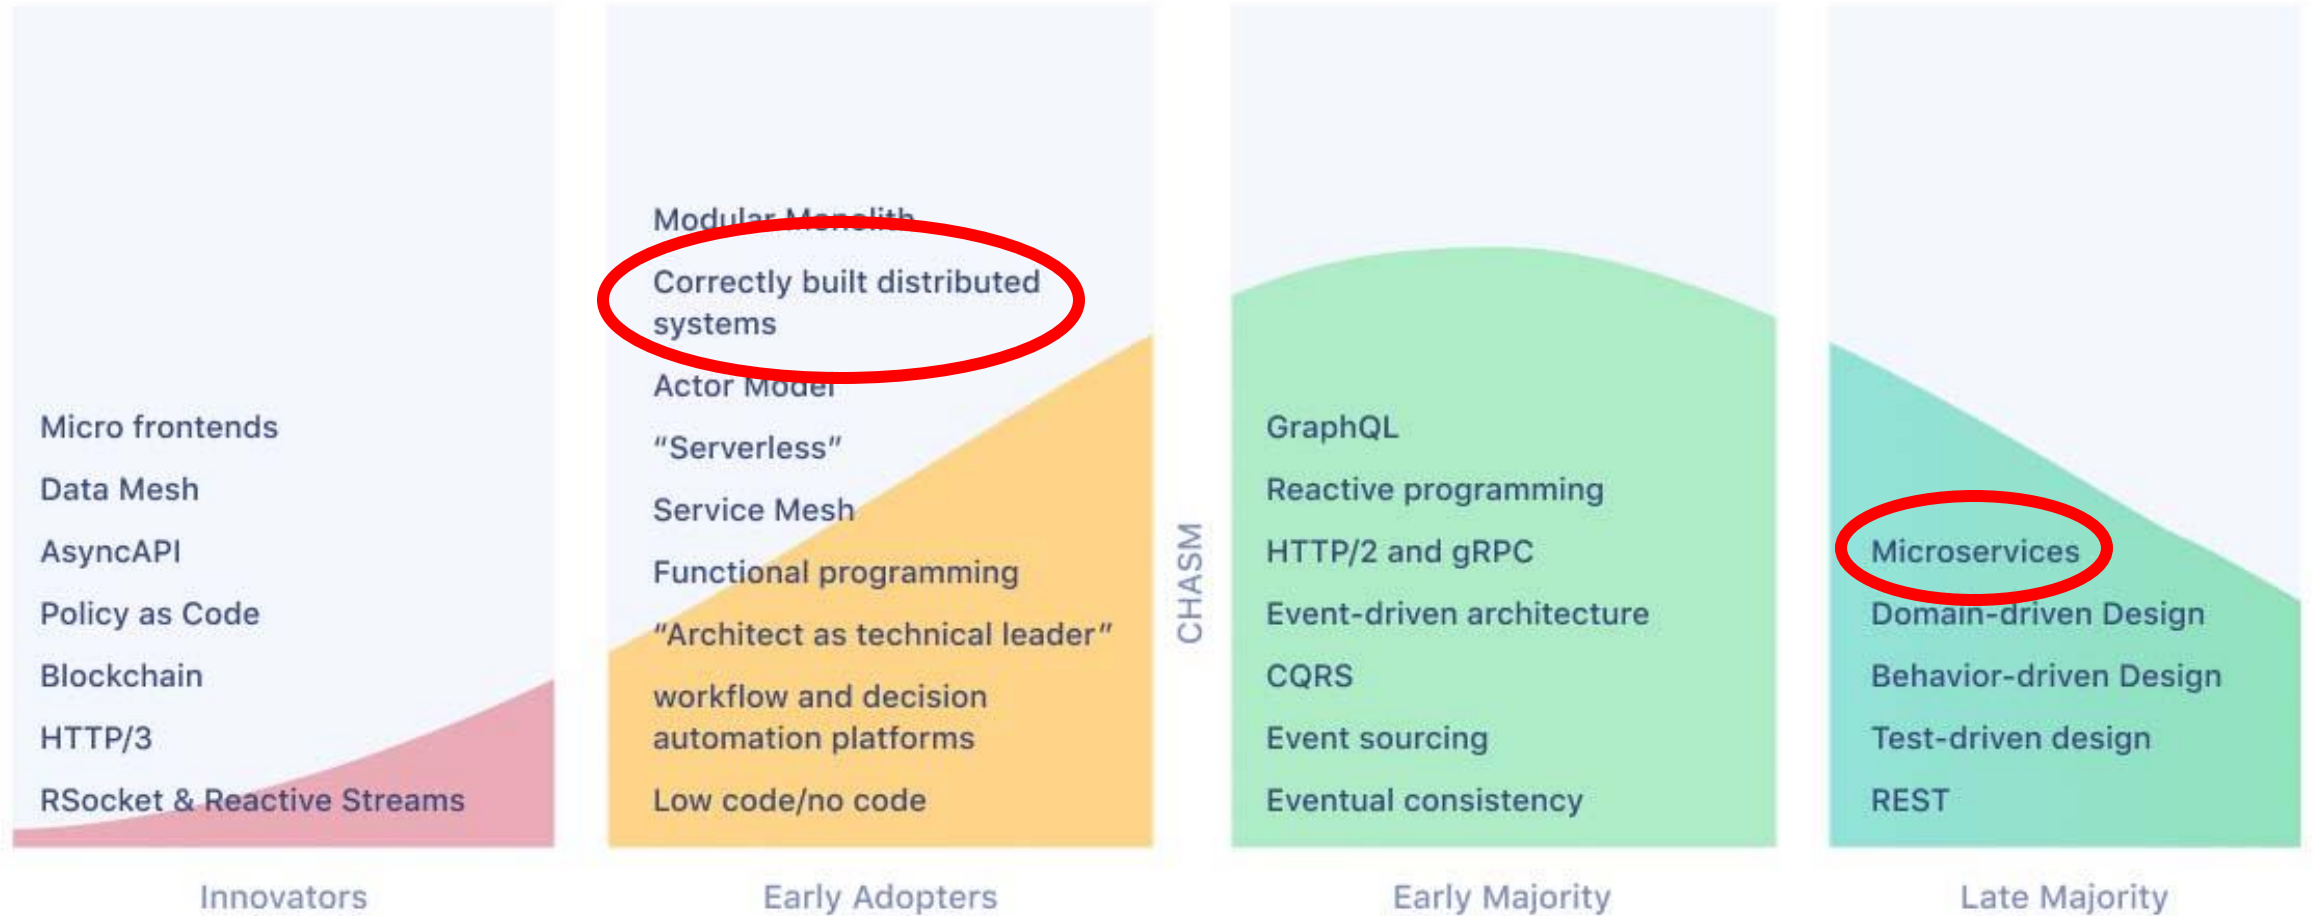 Micro frontends
Data Mesh
AsyncAPI
Policy as Code
Blockchain
HTTP/3
RSocket & Reactive Streams
Innovators
Modular Monolith
Correctly built distributed
systems
Actor Model
“Serverless”
Service Mesh
Functional programming
“Architect as technical leader”
workflow and decision
automation platforms
Low code/no code
Early Adopters
CHASM
GraphQL
Reactive programming
HTTP/2 and gRPC
Event-driven architecture
CQRS
Event sourcing
Eventual consistency
Early Majority
Microservices
Domain-driven Design
Behavior-driven Design
Test-driven design
REST
Late Majority